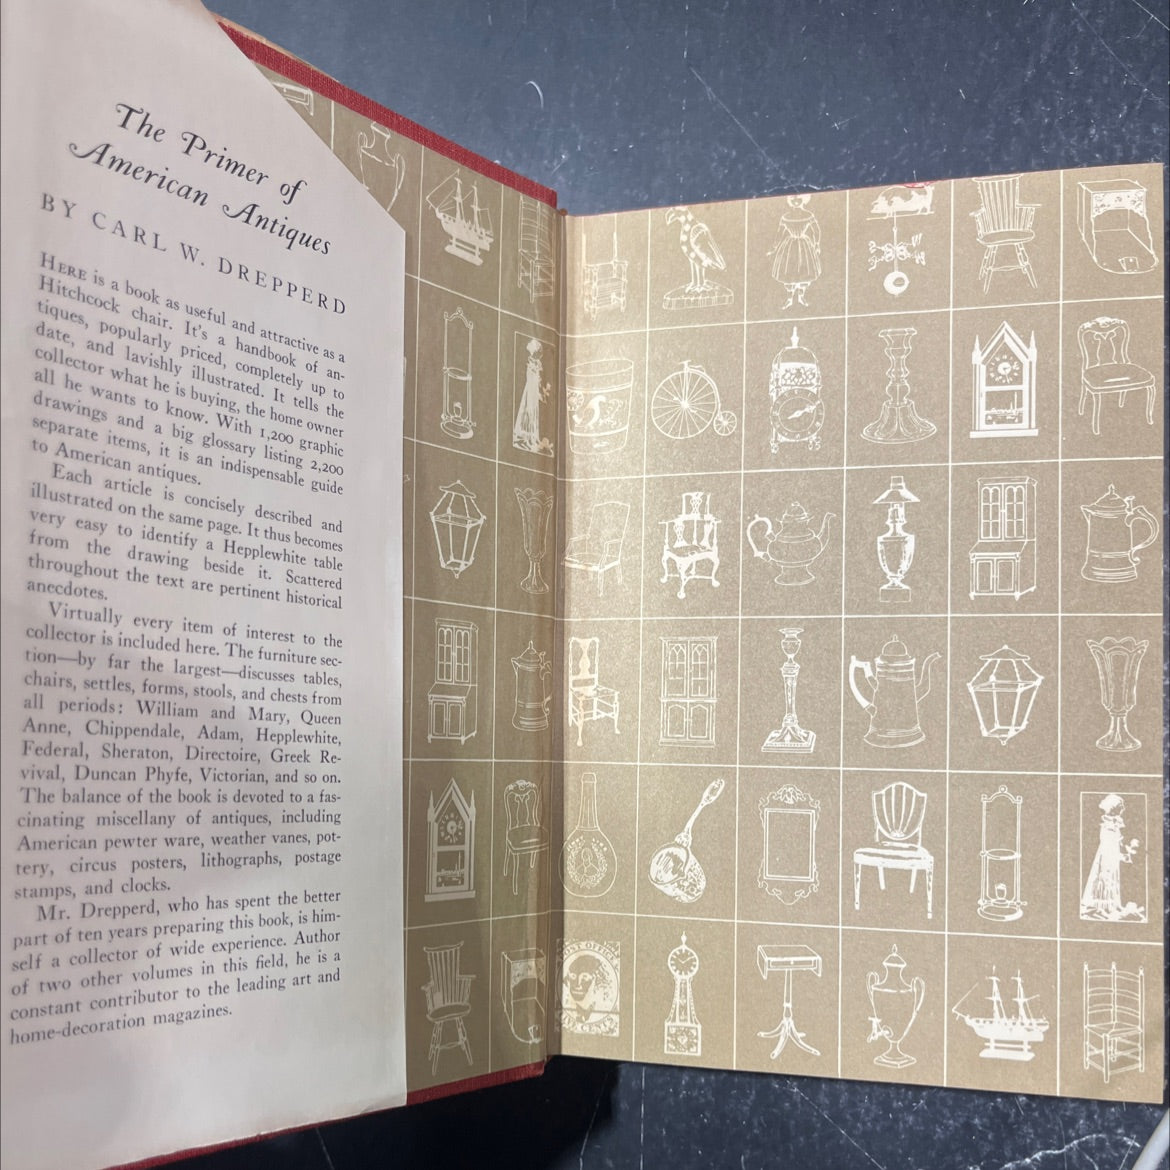 The Primer of
American Antiques
BY CARL W. DREPPERD
HERE is a book as useful and attractive as a
Hitchcock chair. It's a handbook of an-
tiques, popularly priced, completely up to
date, and lavishly illustrated. It tells the
collector what he is buying, the home owner
all he wants to know. With 1,200 graphic
drawings and a big glossary listing 2,200
separate items, it is an indispensable guide
to American antiques.
Each article is concisely described and
illustrated on the same page. It thus becomes
very easy to identify a Hepplewhite table
from the drawing beside it. Scattered
throughout the text are pertinent historical
anecdotes.
Virtually every item of interest to the
collector is included here. The furniture sec-
tion—by far the largest—discusses tables,
chairs, settles, forms, stools, and chests from
all periods: William and Mary, Queen
Anne, Chippendale, Adam, Hepplewhite,
Federal, Sheraton, Directoire, Greek Re-
vival, Duncan Phyfe, Victorian, and so on.
The balance of the book is devoted to a fas-
cinating miscellany of antiques, including
American pewter ware, weather vanes, pot-
tery, circus posters, lithographs, postage
stamps, and clocks.
Mr. Drepperd, who has spent the better
part of ten years preparing this book, is him-
self a collector of wide experience. Author
of two other volumes in this field, he is a
constant contributor to the leading art and
home-decoration magazines.
POST OFFICE
CENTS